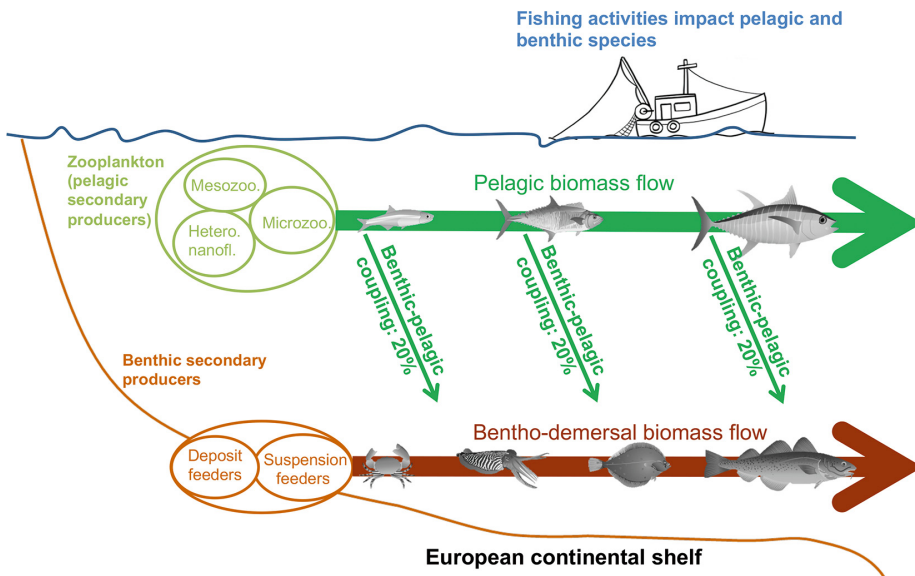 Fishing activities impact pelagic and
benthic species
Zooplankton
(pelagic
secondary
producers)
Mesozoo.
Microzoo.
Hetero.
nanofl.
Pelagic biomass flow
Benthic-pelagic
coupling: 20%
Benthic-pelagic
coupling: 20%
Benthic-pelagic
coupling: 20%
Benthic secondary
producers
Deposit
feeders
Suspension
feeders
Bentho-demersal biomass flow
European continental shelf